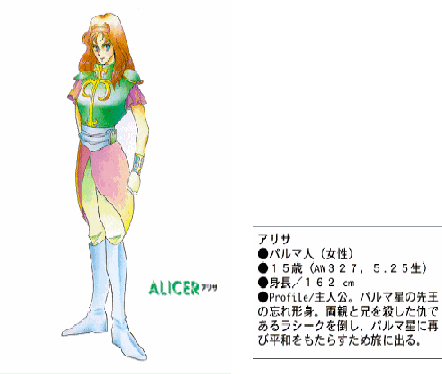 ALICER アリサ
アリサ
●パルマ人（女性）
●１５歳（AW３２７，５.２５生）
●身長／１６２ cm
●Profile／主人公。パルマ星の先王
の忘れ形身。両親と兄を殺した仇で
あるラシークを倒し、パルマ星に再
び平和をもたらすため旅に出る。